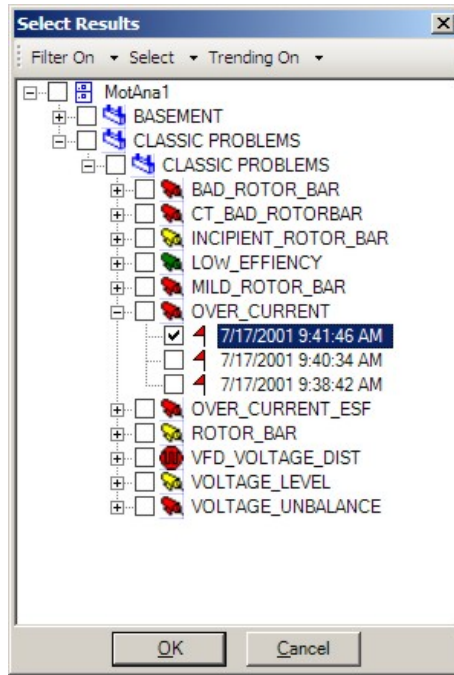 Select Results
Filter On Select Trending On
MotAna1
BASEMENT
CLASSIC PROBLEMS
CLASSIC PROBLEMS
BAD_ROTOR_BAR
CT_BAD_ROTORBAR
INCIPIENT_ROTOR_BAR
LOW_EFFIENCY
MILD_ROTOR_BAR
OVER_CURRENT
7/17/2001 9:41:46 AM
7/17/2001 9:40:34 AM
7/17/2001 9:38:42 AM
OVER_CURRENT_ESF
ROTOR_BAR
VFD_VOLTAGE_DIST
VOLTAGE_LEVEL
VOLTAGE_UNBALANCE
OK Cancel